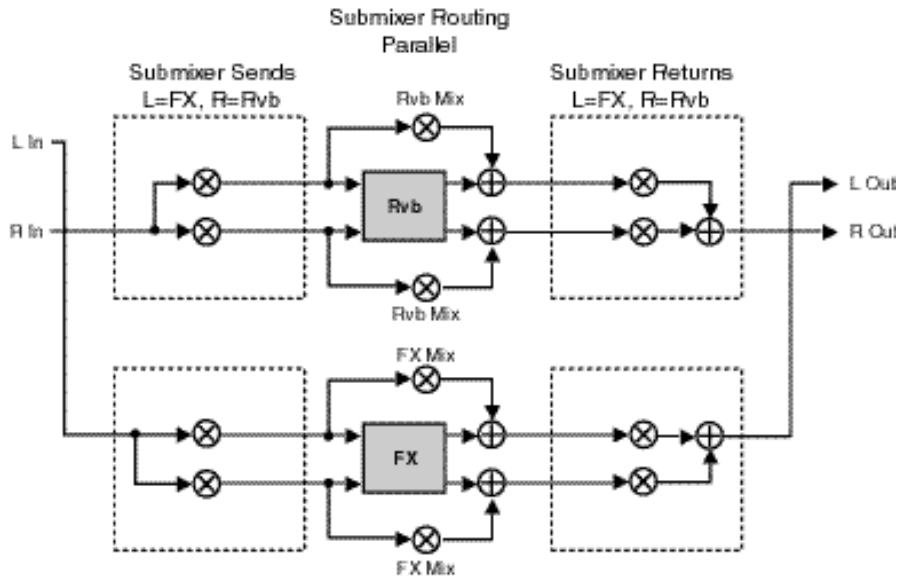 Submixer Routing
Parallel
Submixer Sends
L=FX, R=Rvb
Submixer Returns
L=FX, R=Rvb
Rvb Mix
L In
R In
Rvb
L Out
R Out
Rvb Mix
FX Mix
FX
FX Mix